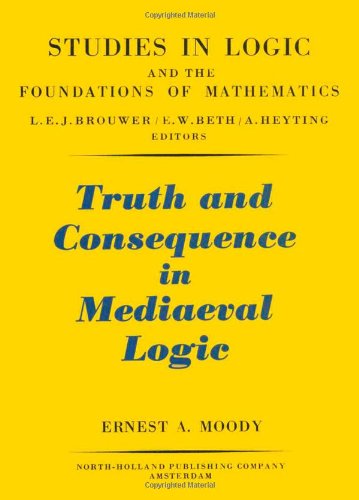 Copyrighted Material
STUDIES IN LOGIC
AND THE
FOUNDATIONS OF MATHEMATICS
L.E.J. BROUWER/E.W. BETH/A. HEYTING
EDITORS
Truth and
Consequence
in
Mediaeval
Logic
ERNEST A. MOODY
NORTH-HOLLAND PUBLISHING COMPANY
AMSTERDAM
Copyrighted Material